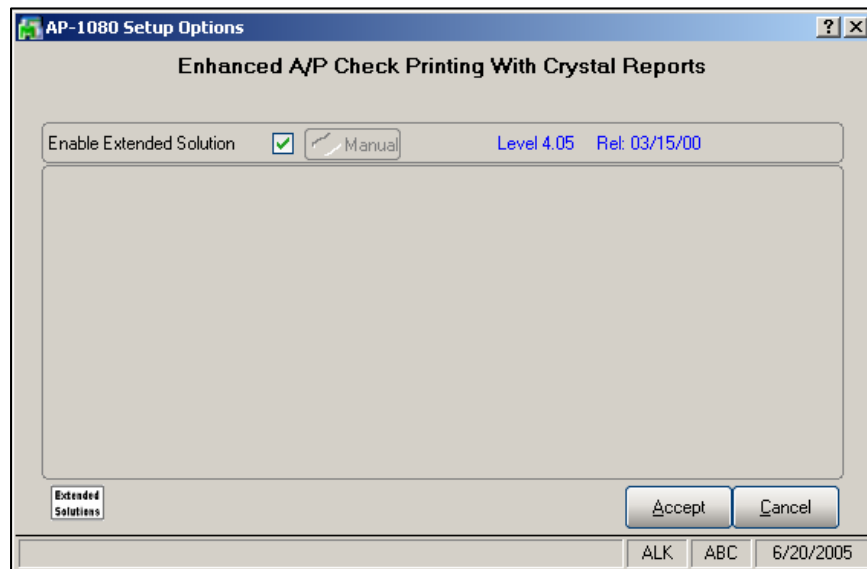 AP-1080 Setup Options
Enhanced A/P Check Printing With Crystal Reports
Enable Extended Solution Manual Level 4.05 Rel: 03/15/00
Extended
Solutions
Accept Cancel
ALK ABC 6/20/2005